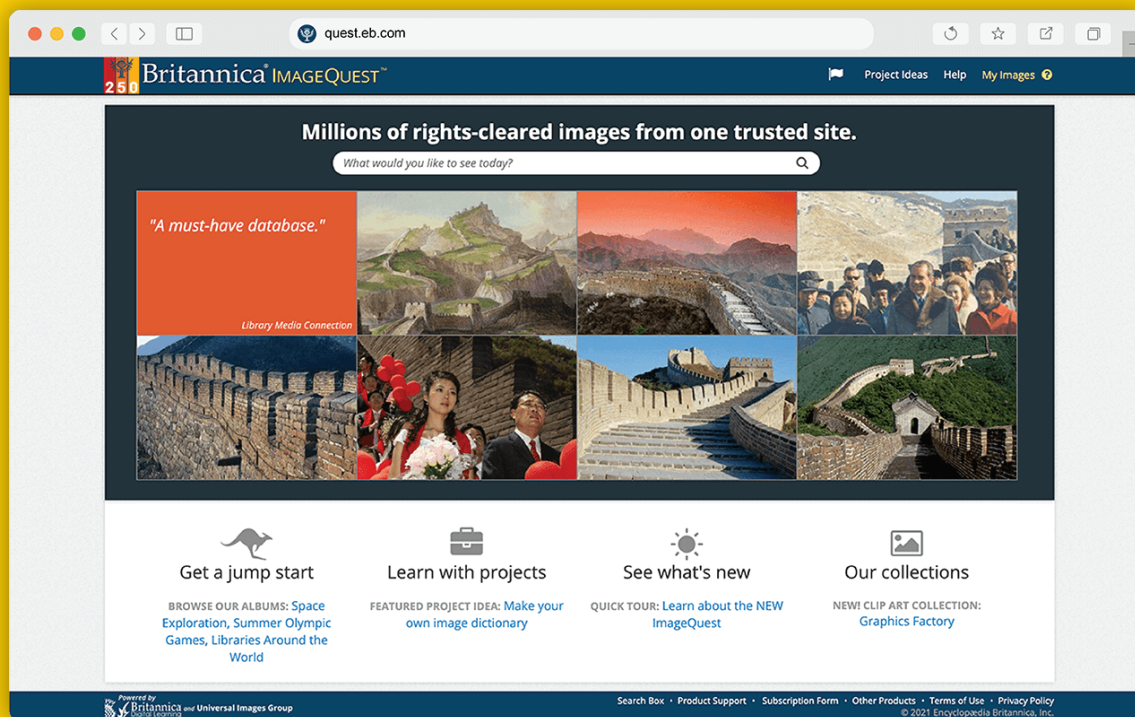 quest.eb.com
250 Britannica® IMAGEQUEST™
Project Ideas Help My Images ?
Millions of rights-cleared images from one trusted site.
What would you like to see today?
"A must-have database."
Library Media Connection
Get a jump start
BROWSE OUR ALBUMS: Space
Exploration, Summer Olympic
Games, Libraries Around the
World
Learn with projects
FEATURED PROJECT IDEA: Make your
own image dictionary
See what's new
QUICK TOUR: Learn about the NEW
ImageQuest
Our collections
NEW! CLIP ART COLLECTION:
Graphics Factory
Powered by
Britannica and Universal Images Group
Digital Learning
Search Box · Product Support · Subscription Form · Other Products · Terms of Use · Privacy Policy
© 2021 Encyclopædia Britannica, Inc.